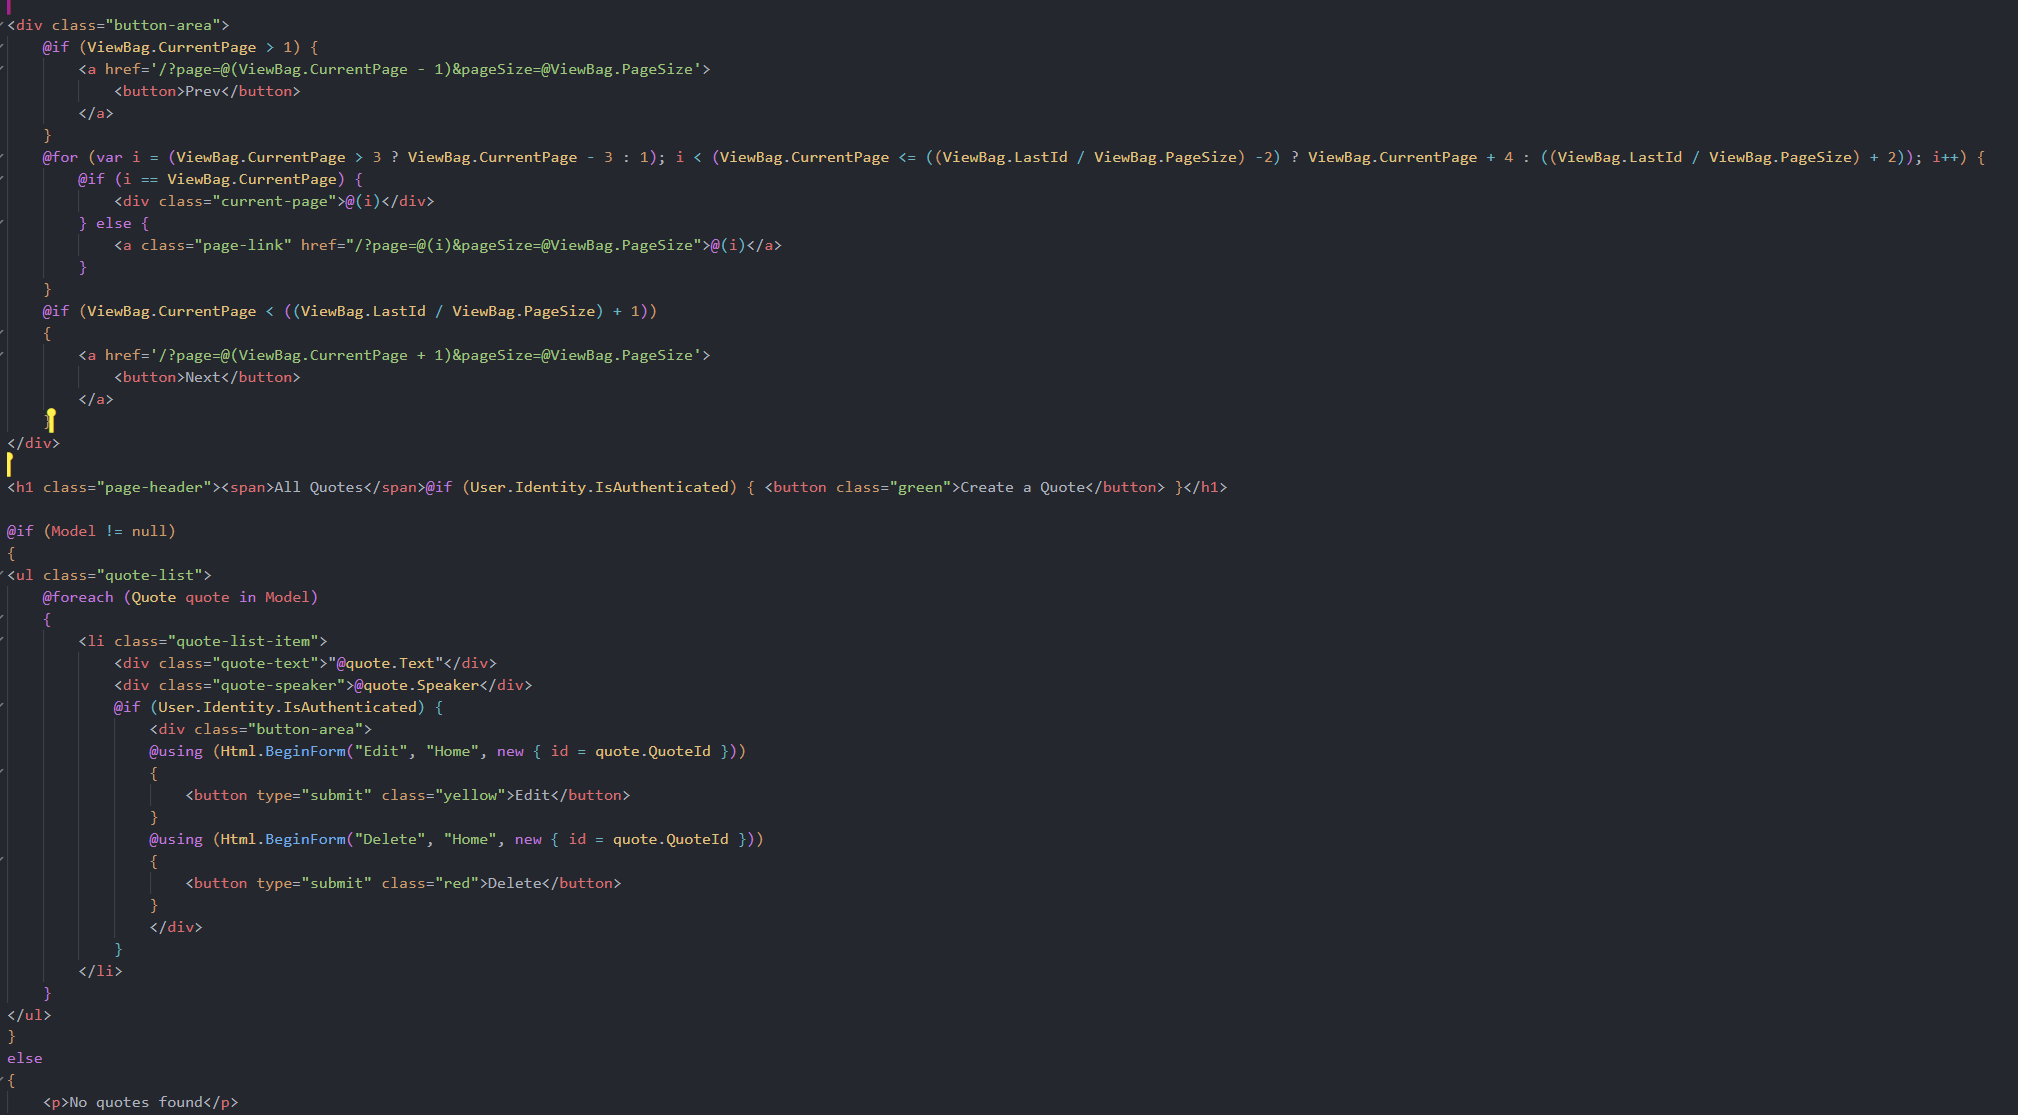 <div class="button-area">
@if (ViewBag.CurrentPage > 1) {
<a href='/?page=@(ViewBag.CurrentPage - 1)&pageSize=@ViewBag.PageSize'>
<button>Prev</button>
</a>
}
@for (var i = (ViewBag.CurrentPage > 3 ? ViewBag.CurrentPage - 3 : 1); i < (ViewBag.CurrentPage <= ((ViewBag.LastId / ViewBag.PageSize) -2) ? ViewBag.CurrentPage + 4 : ((ViewBag.LastId / ViewBag.PageSize) + 2)); i++) {
@if (i == ViewBag.CurrentPage) {
<div class="current-page">@(i)</div>
} else {
<a class="page-link" href="/?page=@(i)&pageSize=@ViewBag.PageSize">@(i)</a>
}
}
@if (ViewBag.CurrentPage < ((ViewBag.LastId / ViewBag.PageSize) + 1))
{
<a href='/?page=@(ViewBag.CurrentPage + 1)&pageSize=@ViewBag.PageSize'>
<button>Next</button>
</a>
}
</div>
<h1 class="page-header"><span>All Quotes</span>@if (User.Identity.IsAuthenticated) { <button class="green">Create a Quote</button> }</h1>
@if (Model != null)
{
<ul class="quote-list">
@foreach (Quote quote in Model)
{
<li class="quote-list-item">
<div class="quote-text">"@quote.Text"</div>
<div class="quote-speaker">@quote.Speaker</div>
@if (User.Identity.IsAuthenticated) {
<div class="button-area">
@using (Html.BeginForm("Edit", "Home", new { id = quote.QuoteId }))
{
<button type="submit" class="yellow">Edit</button>
}
@using (Html.BeginForm("Delete", "Home", new { id = quote.QuoteId }))
{
<button type="submit" class="red">Delete</button>
}
</div>
}
</li>
}
</ul>
}
else
{
<p>No quotes found</p>